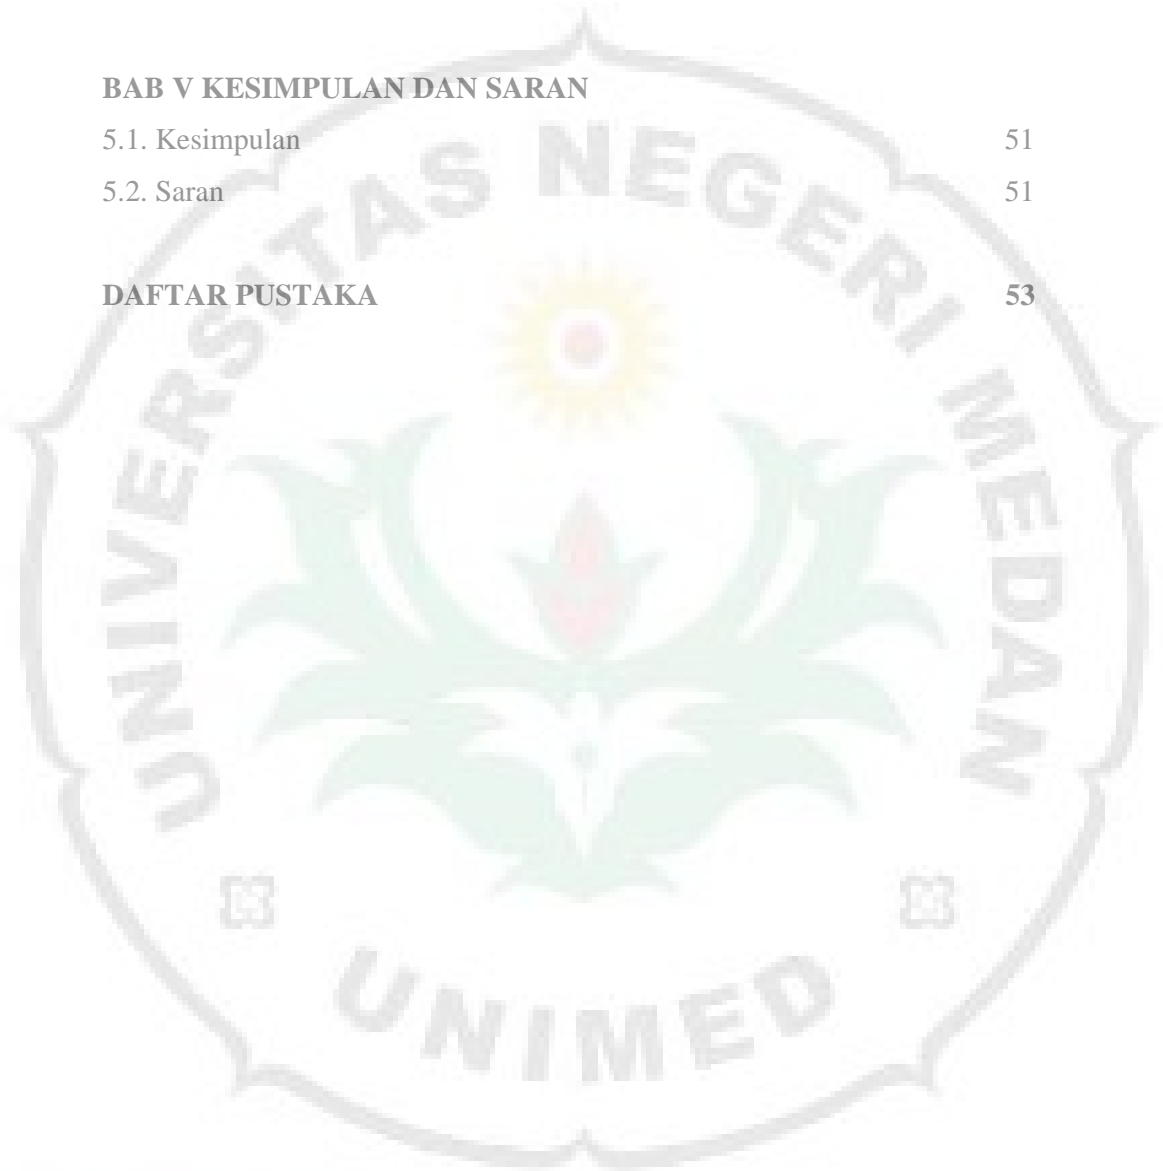 BAB V KESIMPULAN DAN SARAN
5.1. Kesimpulan 51
5.2. Saran 51
DAFTAR PUSTAKA 53
UNIVERSITAS NEGERI MEDAN
UNIMED